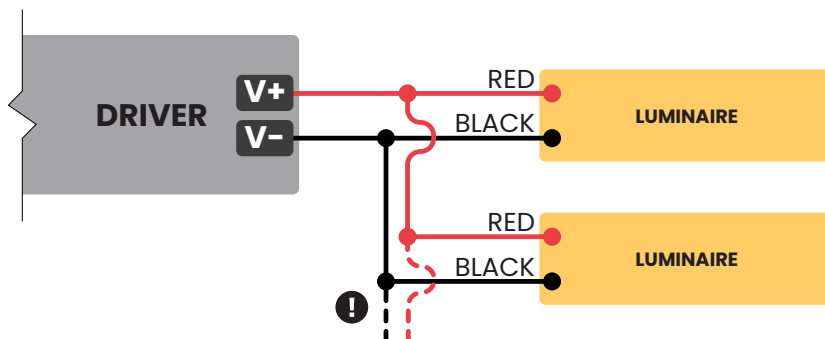 DRIVER
V+
V−
RED
BLACK
LUMINAIRE
RED
BLACK
LUMINAIRE
!